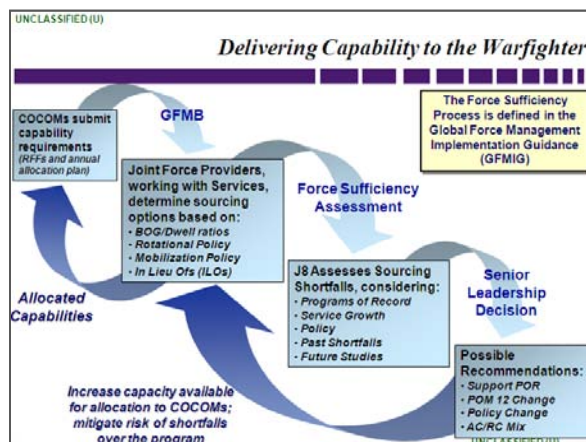 UNCLASSIFIED (U)
Delivering Capability to the Warfighter
COCOMs submit
capability
requirements
(RFFs and annual
allocation plan)
GFMB
The Force Sufficiency
Process is defined in the
Global Force Management
Implementation Guidance
(GFMIG)
Joint Force Providers,
working with Services,
determine sourcing
options based on:
• BOG/Dwell ratios
• Rotational Policy
• Mobilization Policy
• In Lieu Ofs (ILOs)
Force Sufficiency
Assessment
Allocated
Capabilities
J8 Assesses Sourcing
Shortfalls, considering:
• Programs of Record
• Service Growth
• Policy
• Past Shortfalls
• Future Studies
Senior
Leadership
Decision
Possible
Recommendations:
• Support POR
• POM 12 Change
• Policy Change
• AC/RC Mix
Increase capacity available
for allocation to COCOMs;
mitigate risk of shortfalls
over the program
UNCLASSIFIED (U)